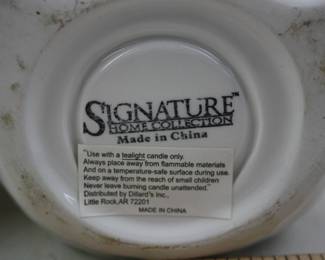 SIGNATURE™
HOME COLLECTION
Made in China
"Use with a tealight candle only.
Always place away from flammable materials
And on a temperature-safe surface during use.
Keep away from the reach of small children
Never leave burning candle unattended."
Distributed by Dillard's Inc.,
Little Rock,AR 72201
MADE IN CHINA